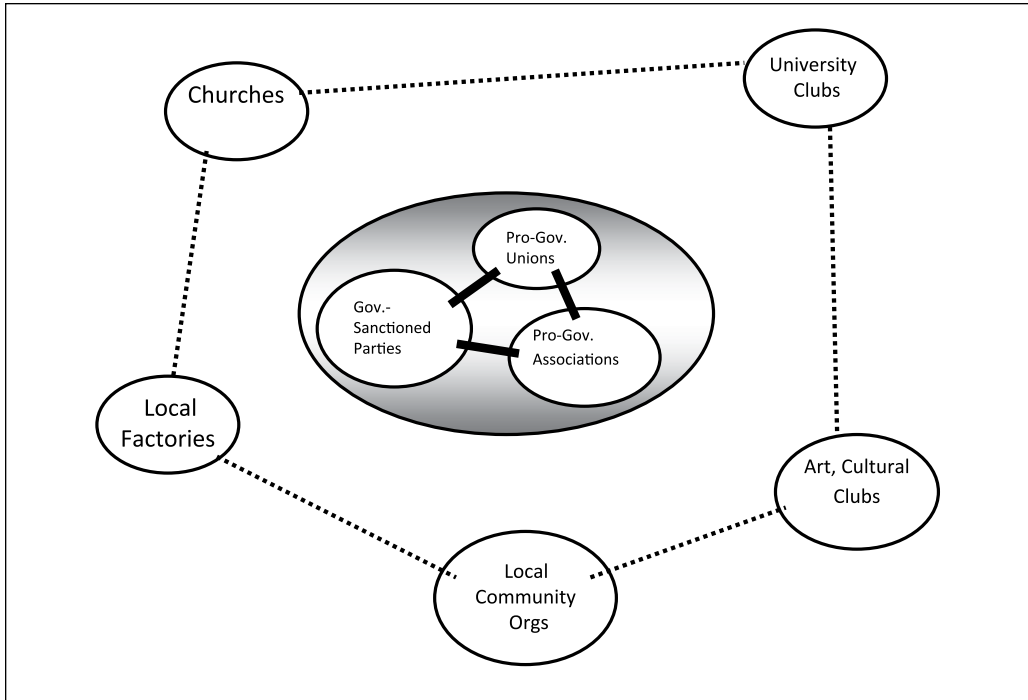 Churches
University
Clubs
Pro-Gov.
Unions
Gov.-
Sanctioned
Parties
Pro-Gov.
Associations
Local
Factories
Art, Cultural
Clubs
Local
Community
Orgs